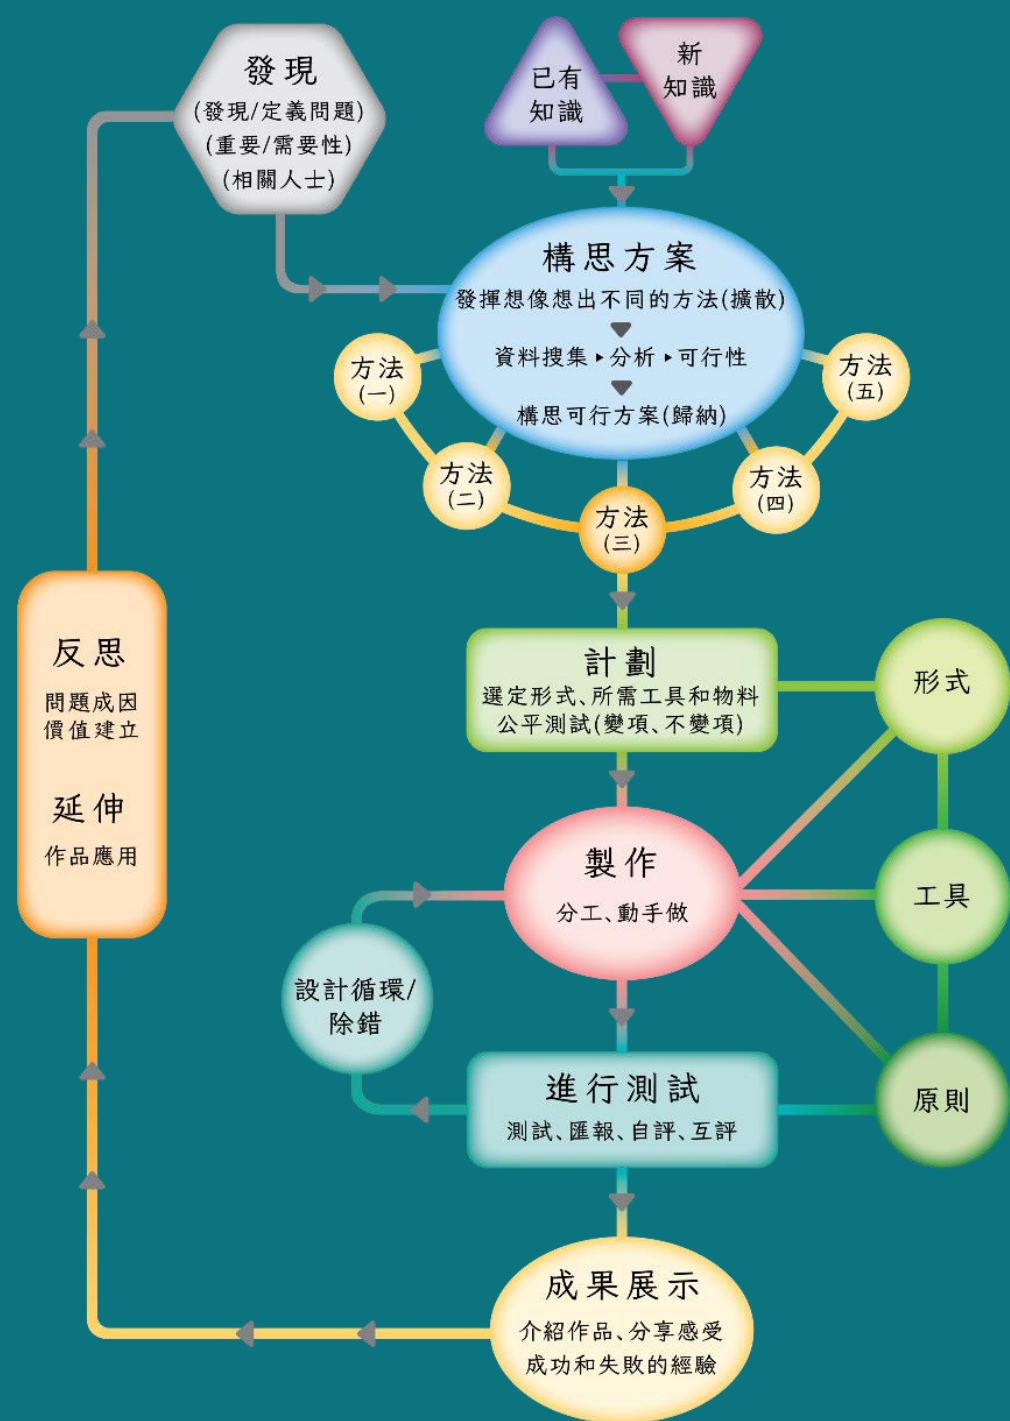 發現
(發現/定義問題)
(重要/需要性)
(相關人士)
已有
知識
新
知識
構思方案
發揮想像想出不同的方法(擴散)
資料搜集▸分析▸可行性
構思可行方案(歸納)
方法
(一)
方法
(二)
方法
(三)
方法
(四)
方法
(五)
計劃
選定形式、所需工具和物料
公平測試(變項、不變項)
形式
工具
原則
製作
分工、動手做
設計循環/
除錯
進行測試
測試、匯報、自評、互評
成果展示
介紹作品、分享感受
成功和失敗的經驗
反思
問題成因
價值建立
延伸
作品應用